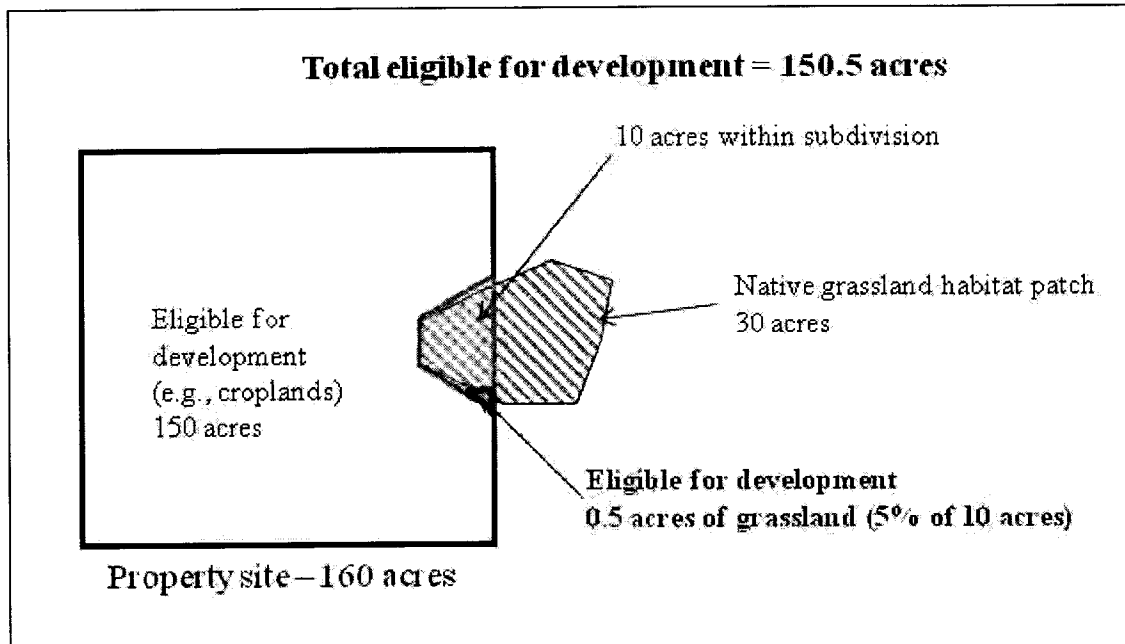 Total eligible for development = 150.5 acres
10 acres within subdivision
Native grassland habitat patch
30 acres
Eligible for
development
(e.g., croplands)
150 acres
Eligible for development
0.5 acres of grassland (5% of 10 acres)
Property site–160 acres